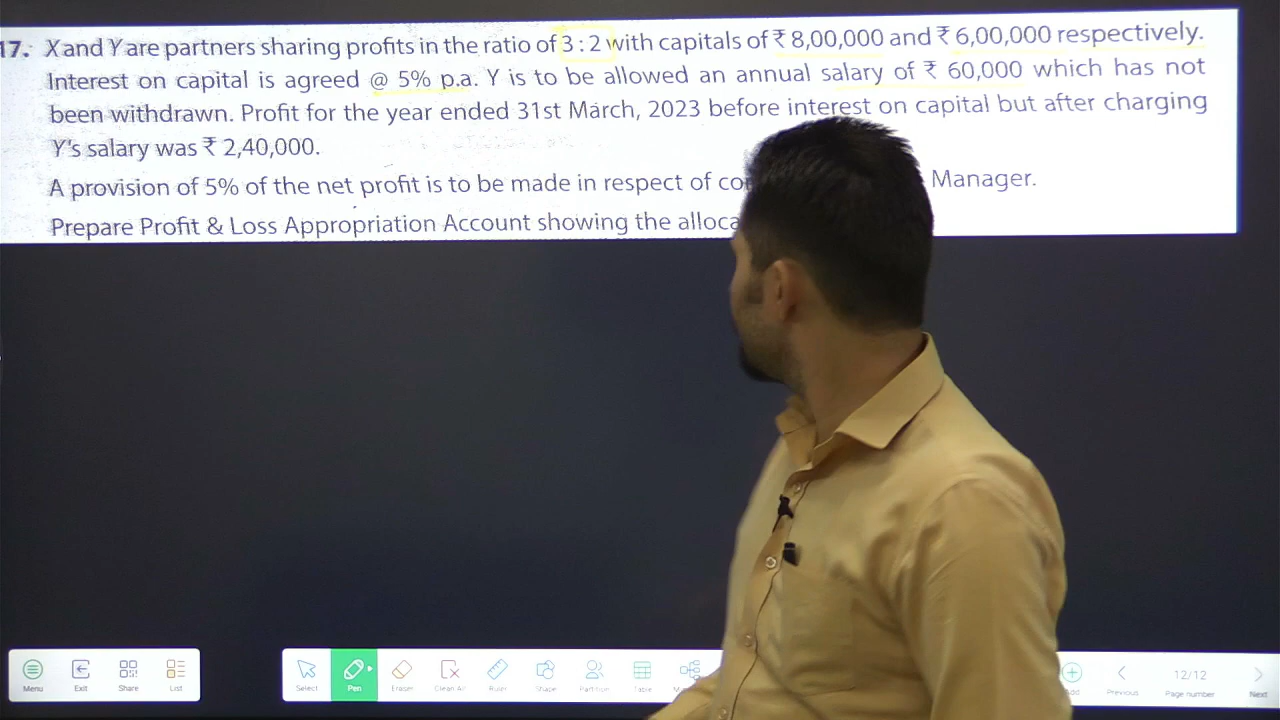 17. X and Y are partners sharing profits in the ratio of 3 : 2 with capitals of ₹ 8,00,000 and ₹ 6,00,000 respectively.
Interest on capital is agreed @ 5% p.a. Y is to be allowed an annual salary of ₹ 60,000 which has not
been withdrawn. Profit for the year ended 31st March, 2023 before interest on capital but after charging
Y's salary was ₹ 2,40,000.
A provision of 5% of the net profit is to be made in respect of Manager.
Prepare Profit & Loss Appropriation Account showing the
Menu Exit Share List Select Pen Eraser Clean All Ruler Shape Partition Table Previous 12/12 Page number Next